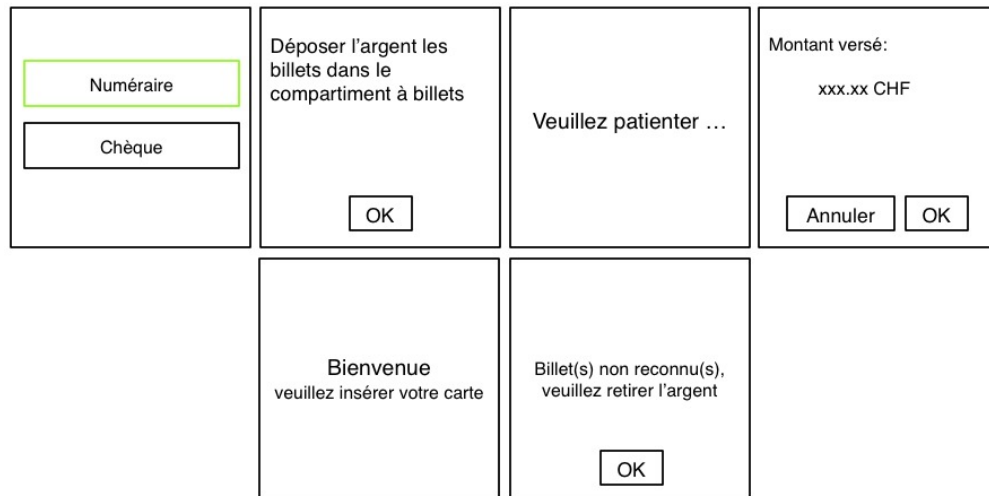 Numéraire
Chèque
Déposer l'argent les
billets dans le
compartiment à billets
OK
Veuillez patienter ...
Montant versé:
xxx.xx CHF
Annuler
OK
Bienvenue
veuillez insérer votre carte
Billet(s) non reconnu(s),
veuillez retirer l'argent
OK